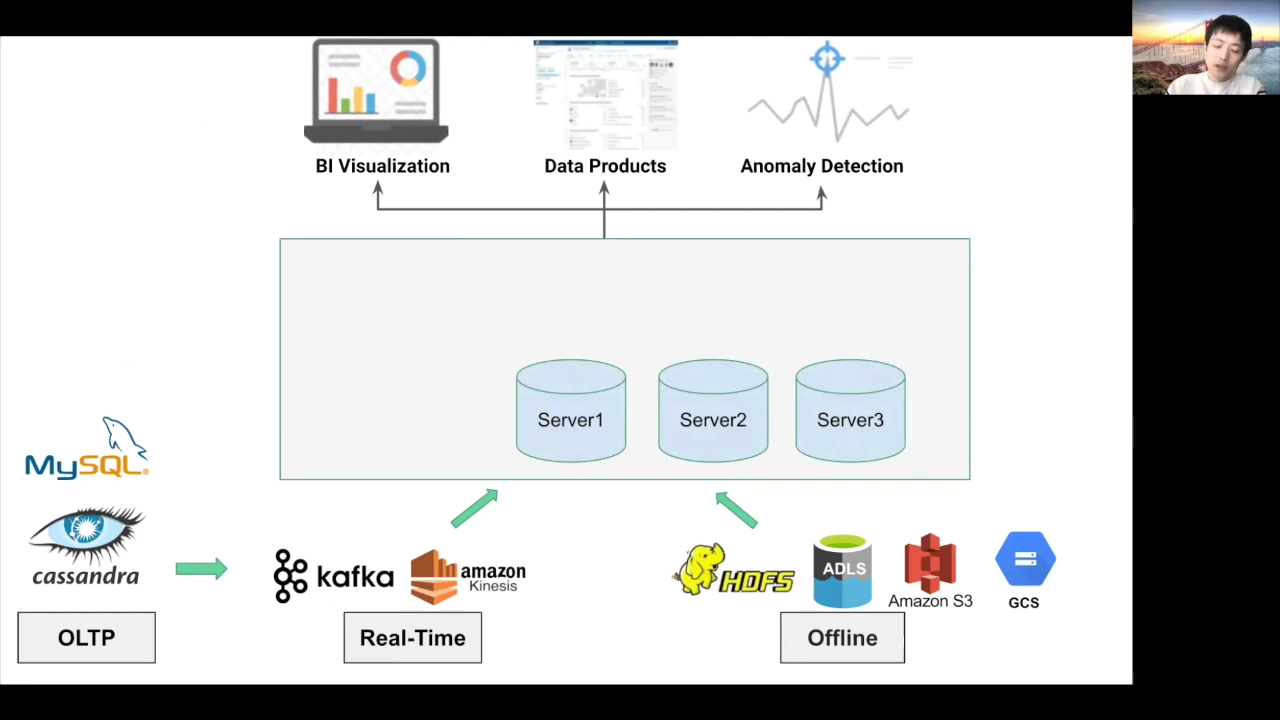 BI Visualization
Data Products
Anomaly Detection
Server1
Server2
Server3
MySQL®
cassandra
kafka
amazon
Kinesis
HDFS
ADLS
Amazon S3
GCS
OLTP
Real-Time
Offline